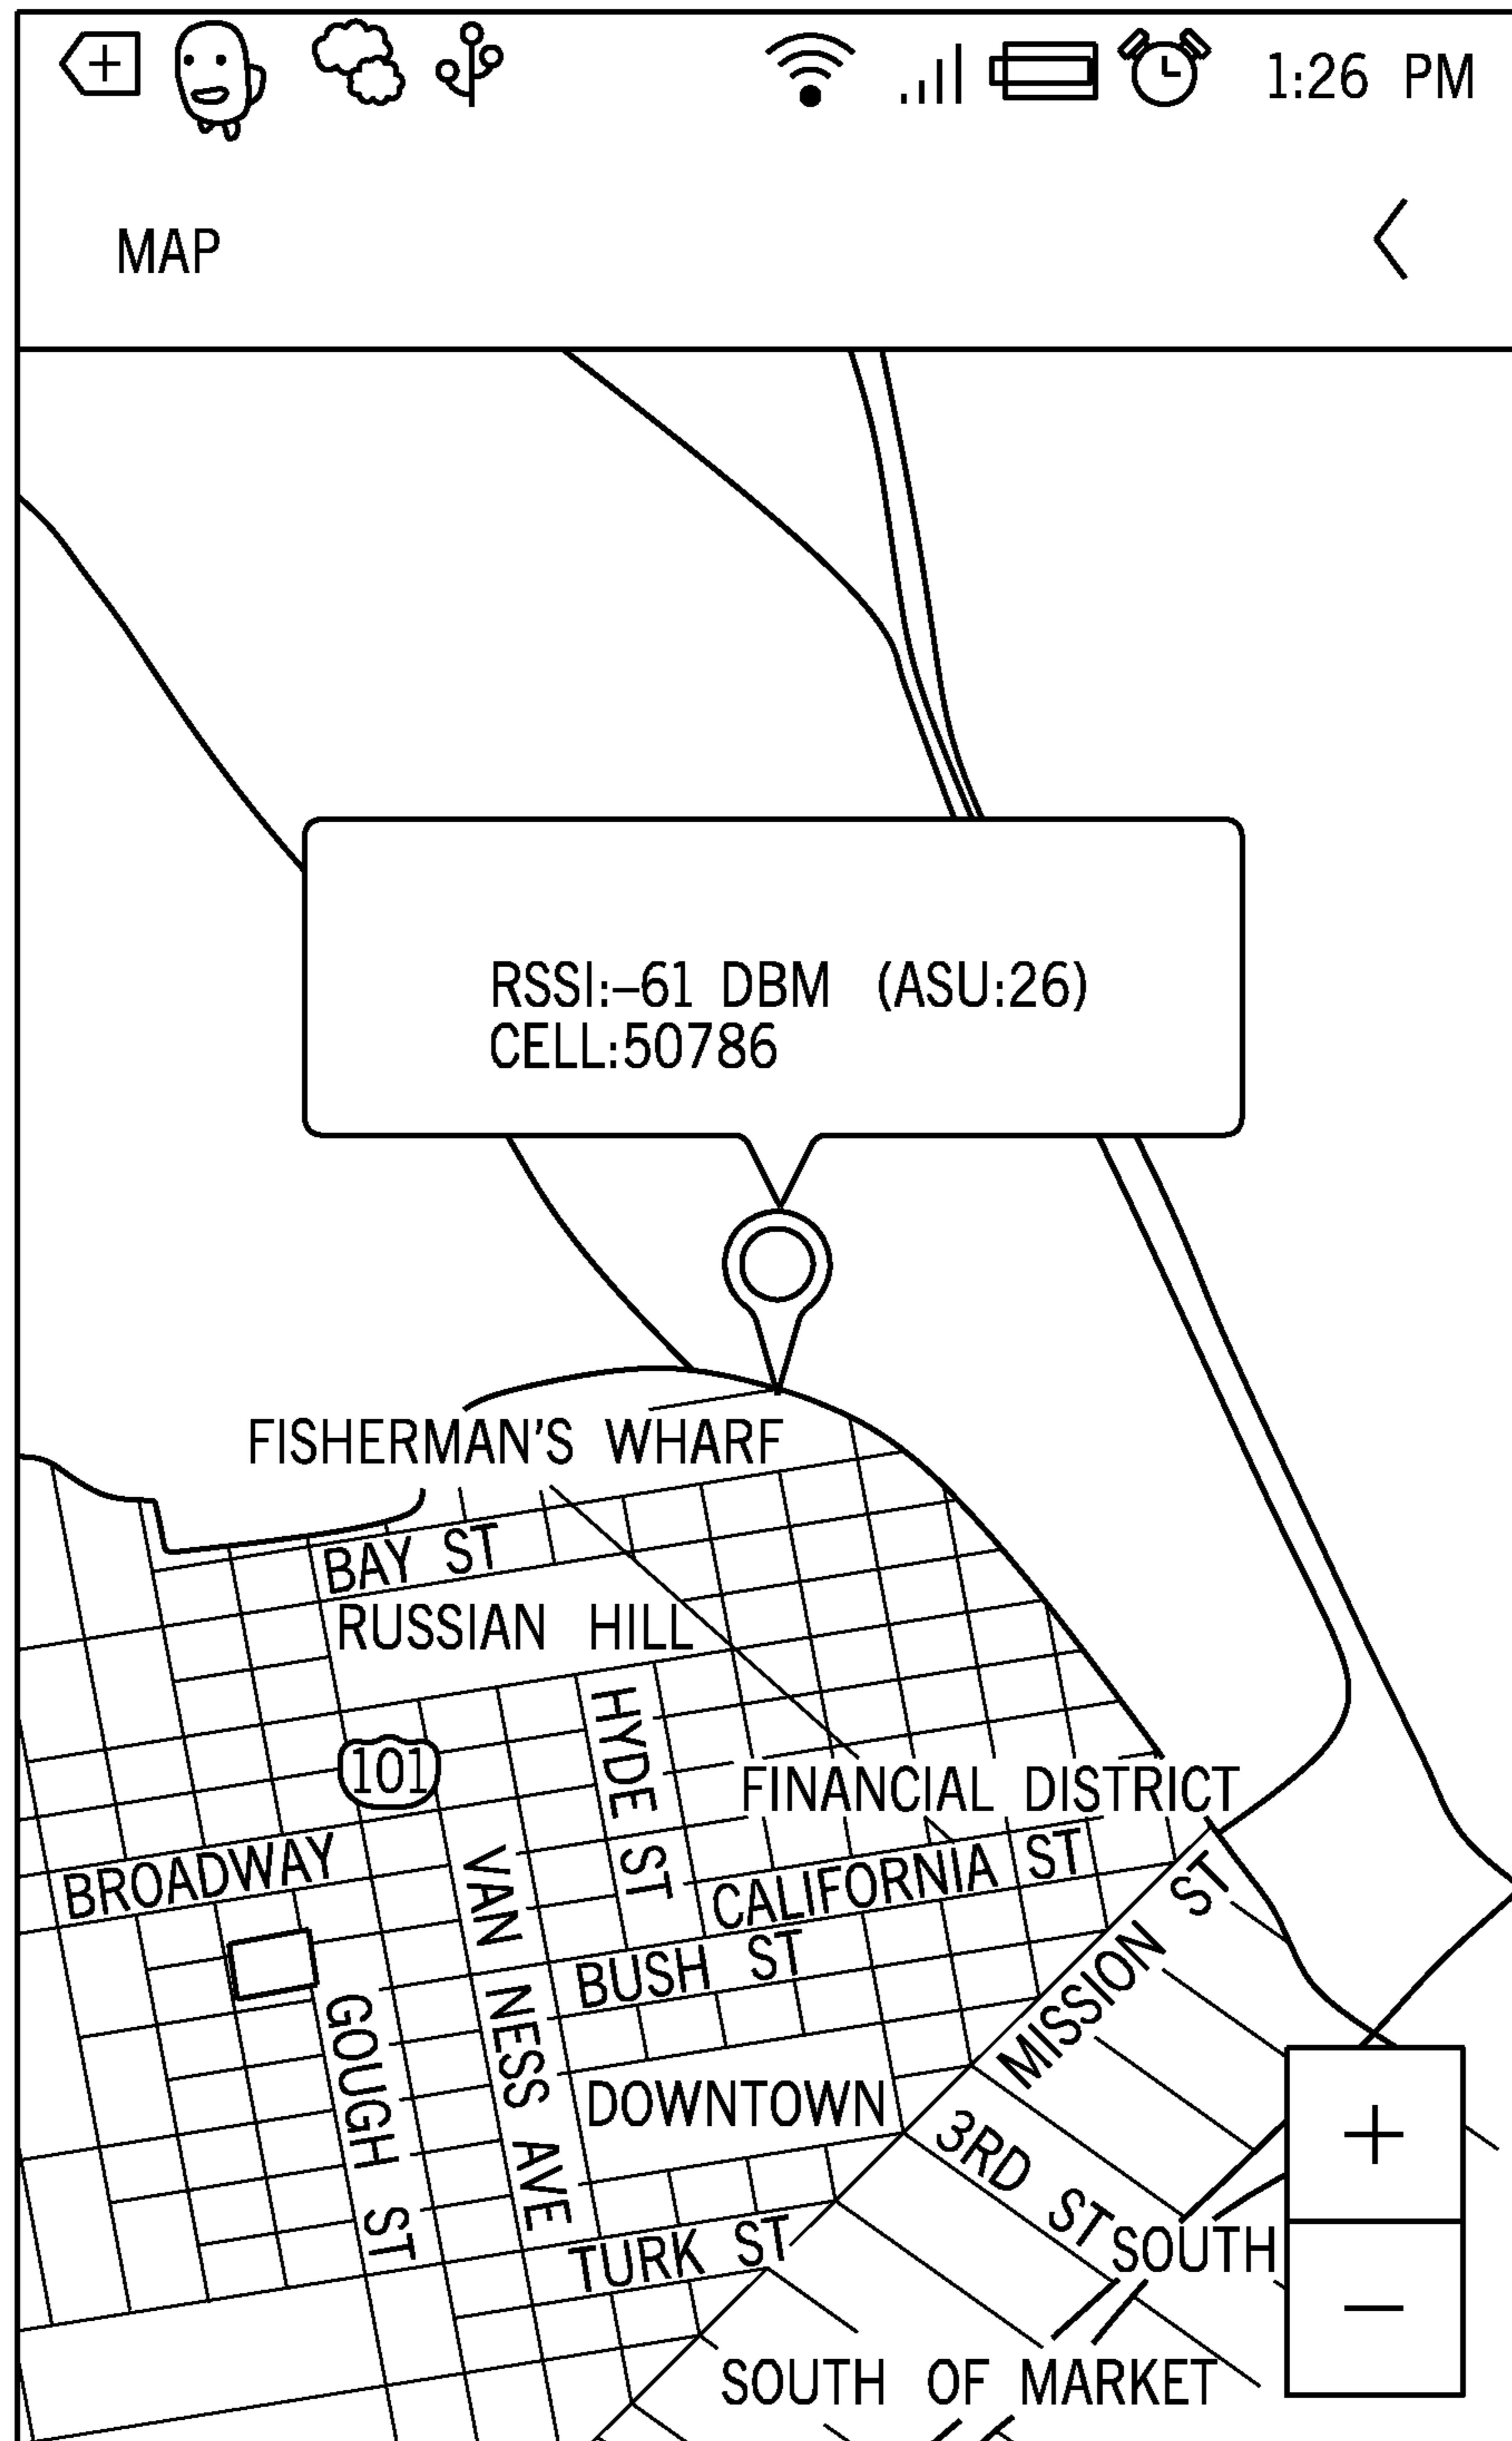 1:26 PM
MAP
RSSI:–61 DBM (ASU:26)
CELL:50786
FISHERMAN'S WHARF
BAY ST
RUSSIAN HILL
HYDE ST
101
FINANCIAL DISTRICT
BROADWAY
VAN NESS AVE
CALIFORNIA ST
MISSION ST
BUSH ST
GOUGH ST
DOWNTOWN
3RD ST
+
SOUTH
TURK ST
–
SOUTH OF MARKET